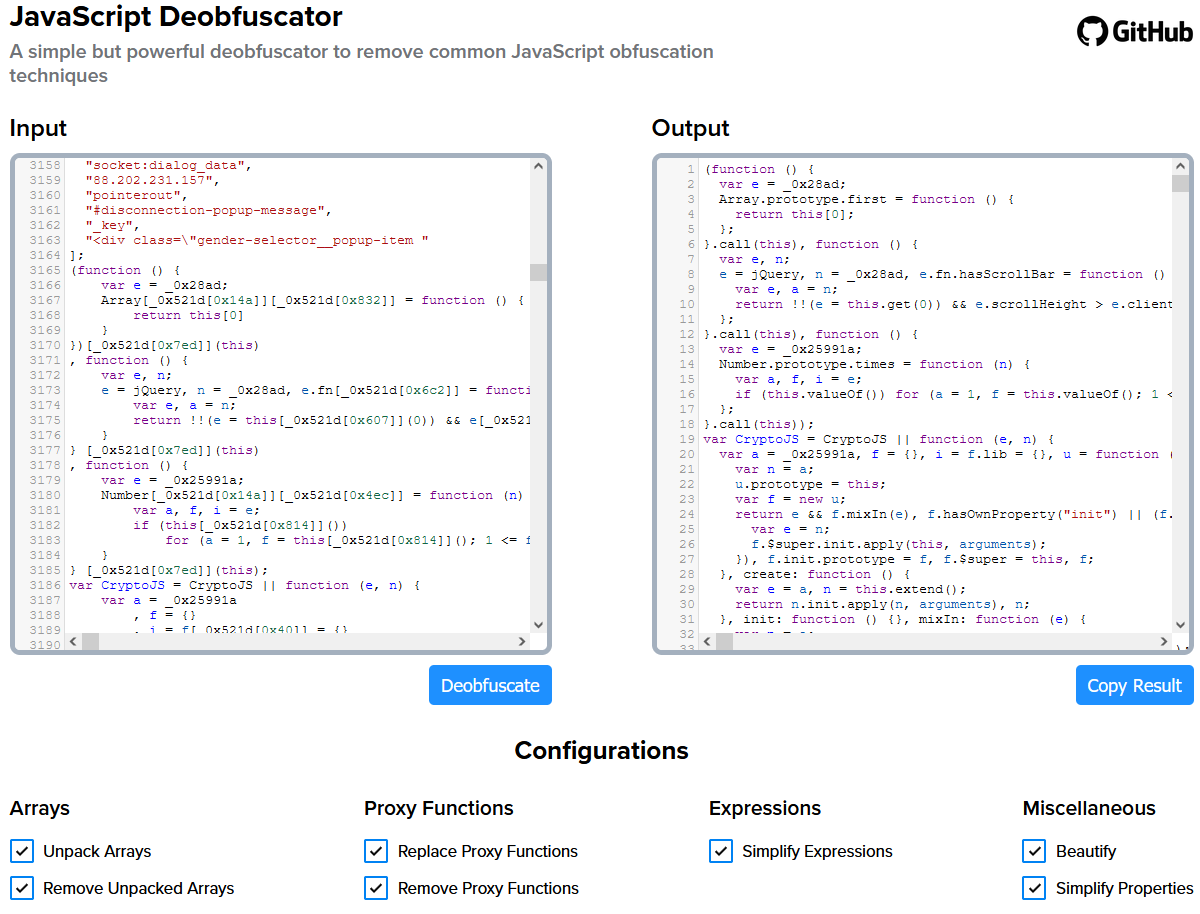 JavaScript Deobfuscator
GitHub
A simple but powerful deobfuscator to remove common JavaScript obfuscation
techniques
Input
3158 "socket:dialog_data",
3159 "88.202.231.157",
3160 "pointerout",
3161 "#disconnection-popup-message",
3162 "_key",
3163 "<div class=\"gender-selector__popup-item "
3164 ];
3165 (function () {
3166 var e = _0x28ad;
3167 Array[_0x521d[0x14a]][_0x521d[0x832]] = function () {
3168 return this[0]
3169 }
3170 })[_0x521d[0x7ed]](this)
3171 , function () {
3172 var e, n;
3173 e = jQuery, n = _0x28ad, e.fn[_0x521d[0x6c2]] = functi
3174 var e, a = n;
3175 return !!(e = this[_0x521d[0x607]](0)) && e[_0x521
3176 }
3177 } [_0x521d[0x7ed]](this)
3178 , function () {
3179 var e = _0x25991a;
3180 Number[_0x521d[0x14a]][_0x521d[0x4ec]] = function (n)
3181 var a, f, i = e;
3182 if (this[_0x521d[0x814]]())
3183 for (a = 1, f = this[_0x521d[0x814]](); 1 <= f
3184 }
3185 } [_0x521d[0x7ed]](this);
3186 var CryptoJS = CryptoJS || function (e, n) {
3187 var a = _0x25991a
3188 , f = {}
3189 , i = f[_0x521d[0x40]] = {}
3190
Deobfuscate
Output
1 (function () {
2 var e = _0x28ad;
3 Array.prototype.first = function () {
4 return this[0];
5 };
6 }.call(this), function () {
7 var e, n;
8 e = jQuery, n = _0x28ad, e.fn.hasScrollBar = function ()
9 var e, a = n;
10 return !!(e = this.get(0)) && e.scrollHeight > e.client
11 };
12 }.call(this), function () {
13 var e = _0x25991a;
14 Number.prototype.times = function (n) {
15 var a, f, i = e;
16 if (this.valueOf()) for (a = 1, f = this.valueOf(); 1 <
17 };
18 }.call(this));
19 var CryptoJS = CryptoJS || function (e, n) {
20 var a = _0x25991a, f = {}, i = f.lib = {}, u = function (
21 var n = a;
22 u.prototype = this;
23 var f = new u;
24 return e && f.mixIn(e), f.hasOwnProperty("init") || (f.
25 var e = n;
26 f.$super.init.apply(this, arguments);
27 }), f.init.prototype = f, f.$super = this, f;
28 }, create: function () {
29 var e = a, n = this.extend();
30 return n.init.apply(n, arguments), n;
31 }, init: function () {}, mixIn: function (e) {
32
33
Copy Result
Configurations
Arrays
Unpack Arrays
Remove Unpacked Arrays
Proxy Functions
Replace Proxy Functions
Remove Proxy Functions
Expressions
Simplify Expressions
Miscellaneous
Beautify
Simplify Properties